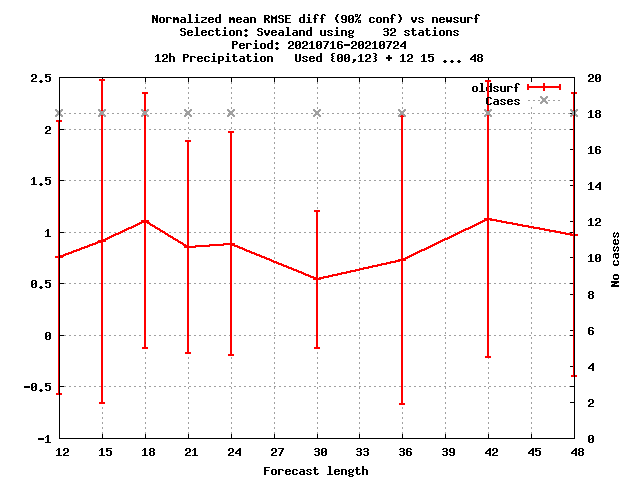 Normalized mean RMSE diff (90% conf) vs newsurf
Selection: Svealand using    32 stations
Period: 20210716-20210724
12h Precipitation   Used {00,12} + 12 15 ... 48
oldsurf
Cases
2.5
2
1.5
1
0.5
0
-0.5
-1
20
18
16
14
12
10
8
6
4
2
0
No cases
12 15 18 21 24 27 30 33 36 39 42 45 48
Forecast length